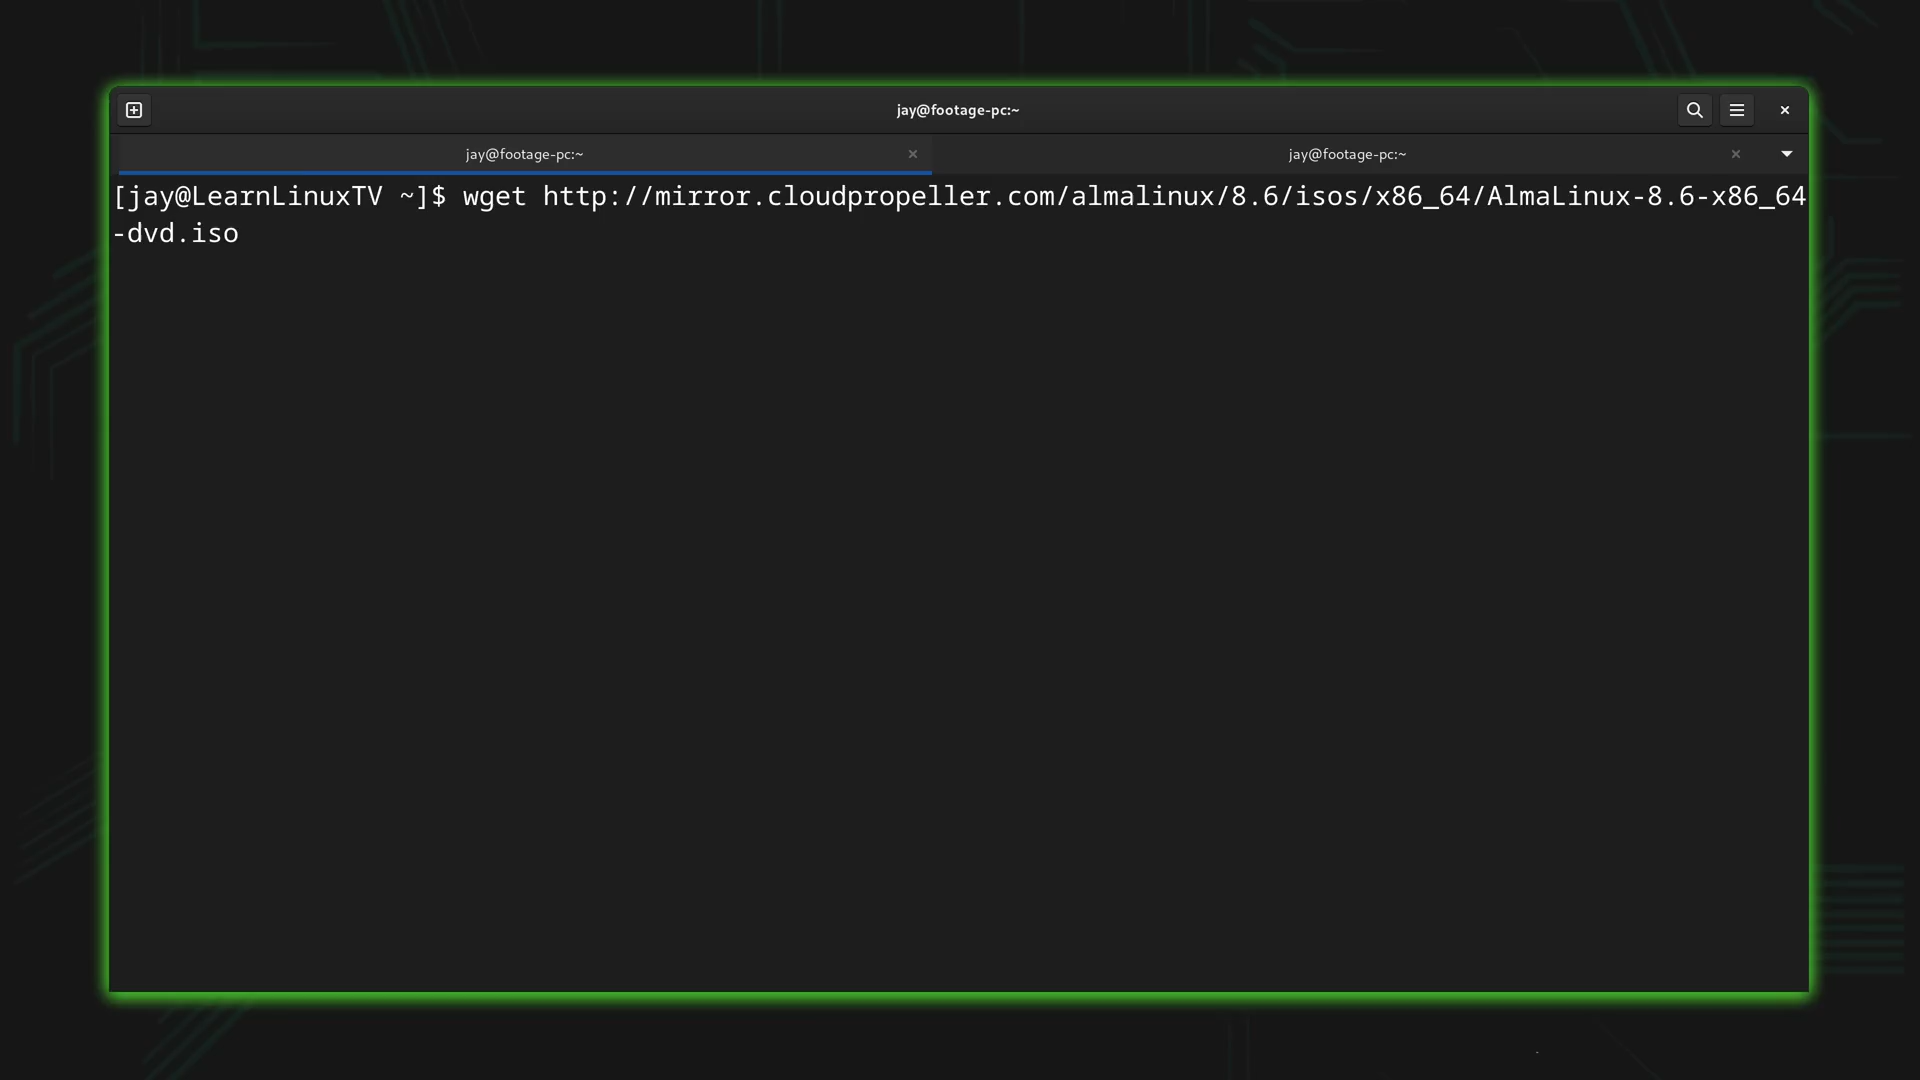 jay@footage-pc:~
jay@footage-pc:~ jay@footage-pc:~
[jay@LearnLinuxTV ~]$ wget http://mirror.cloudpropeller.com/almalinux/8.6/isos/x86_64/AlmaLinux-8.6-x86_64
-dvd.iso